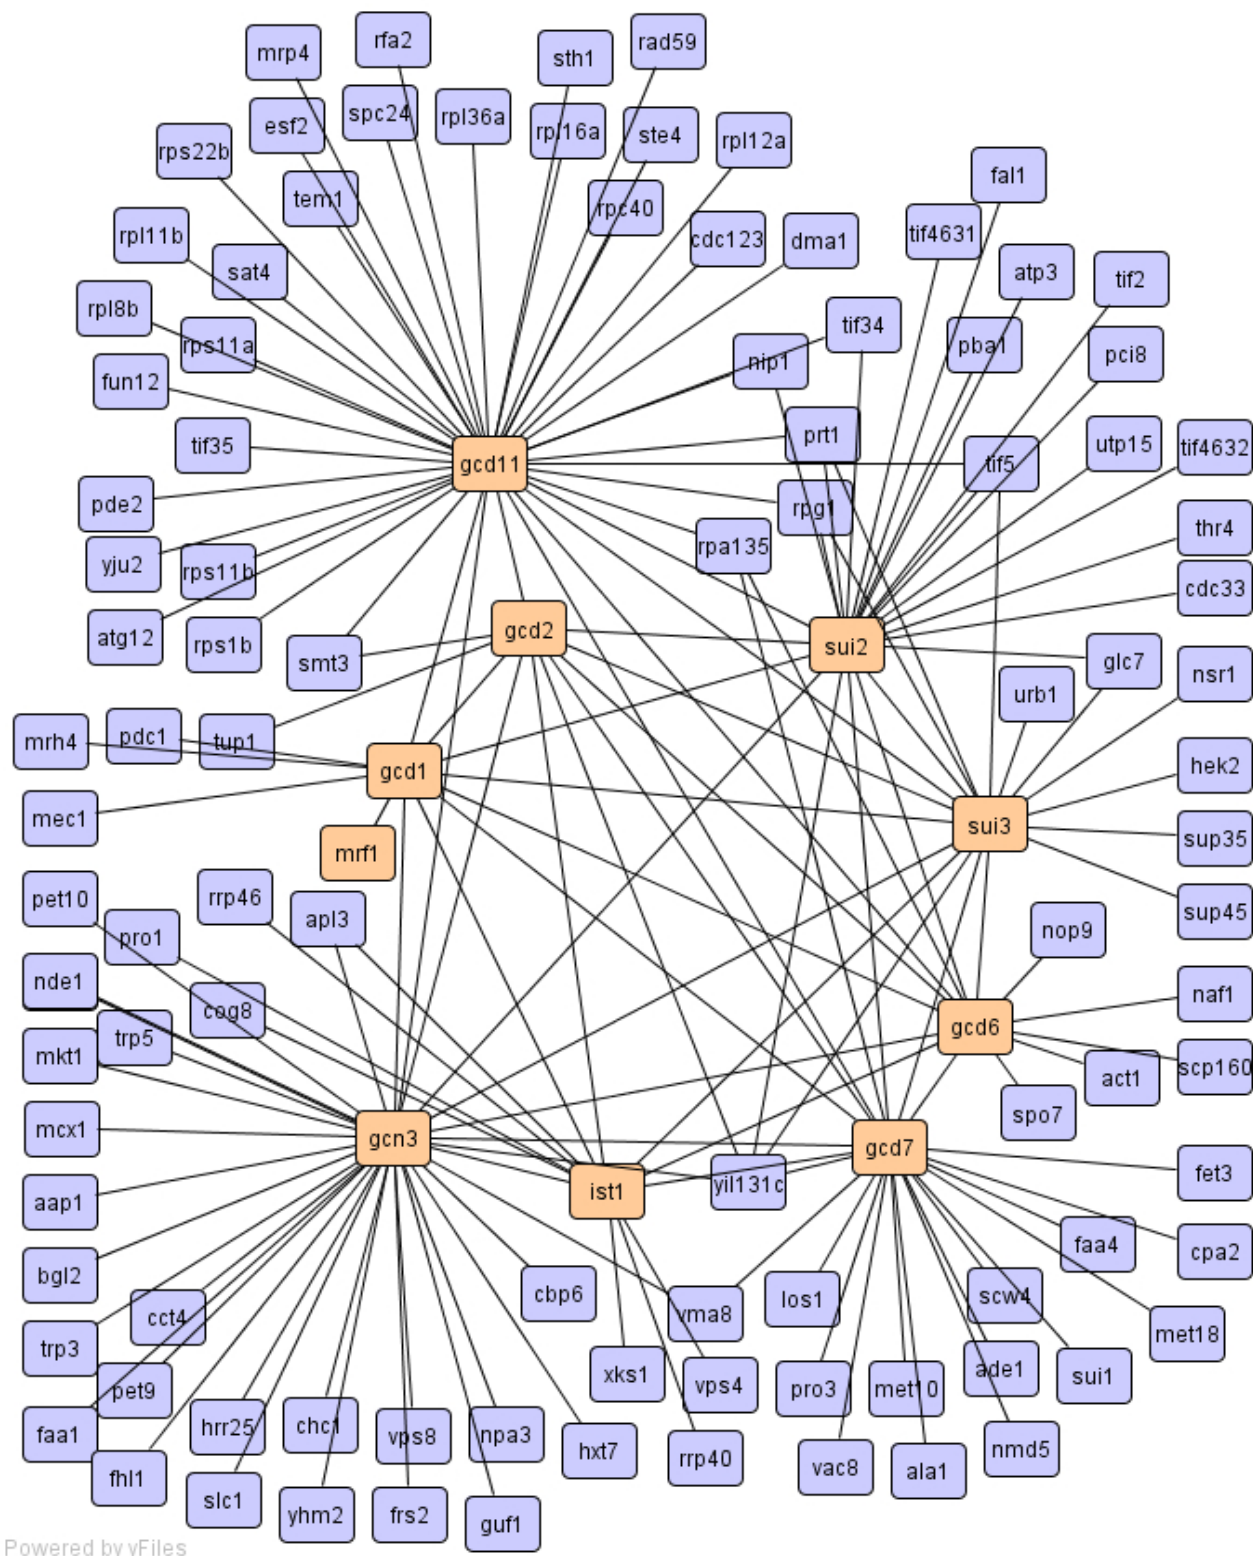 rfa2
rad59
mrp4
sth1
spc24
rpl36a
esf2
rpl16a
ste4
rpl12a
rps22b
fal1
tem1
rpc40
tif4631
rpl11b
cdc123
dma1
sat4
atp3
tif2
rpl8b
tif34
rps11a
pba1
pci8
nip1
fun12
prt1
utp15
tif4632
tif35
gcd11
tif5
pde2
rpg1
thr4
rpa135
yju2
rps11b
cdc33
atg12
rps1b
gcd2
sui2
smt3
glc7
nsr1
urb1
mrh4
pdc1
tup1
gcd1
hek2
mec1
sui3
sup35
mrf1
pet10
rrp46
apl3
sup45
pro1
nop9
nde1
naf1
cog8
trp5
gcd6
mkt1
scp160
act1
spo7
mcx1
gcn3
gcd7
fet3
yil131c
ist1
aap1
faa4
cpa2
bgl2
cbp6
los1
scw4
cct4
vma8
met18
trp3
ade1
sui1
xks1
vps4
pro3
met10
pet9
faa1
hrr25
chc1
vps8
npa3
hxt7
nmd5
rrp40
vac8
ala1
fhl1
slc1
yhm2
frs2
guf1
Powered by yFiles